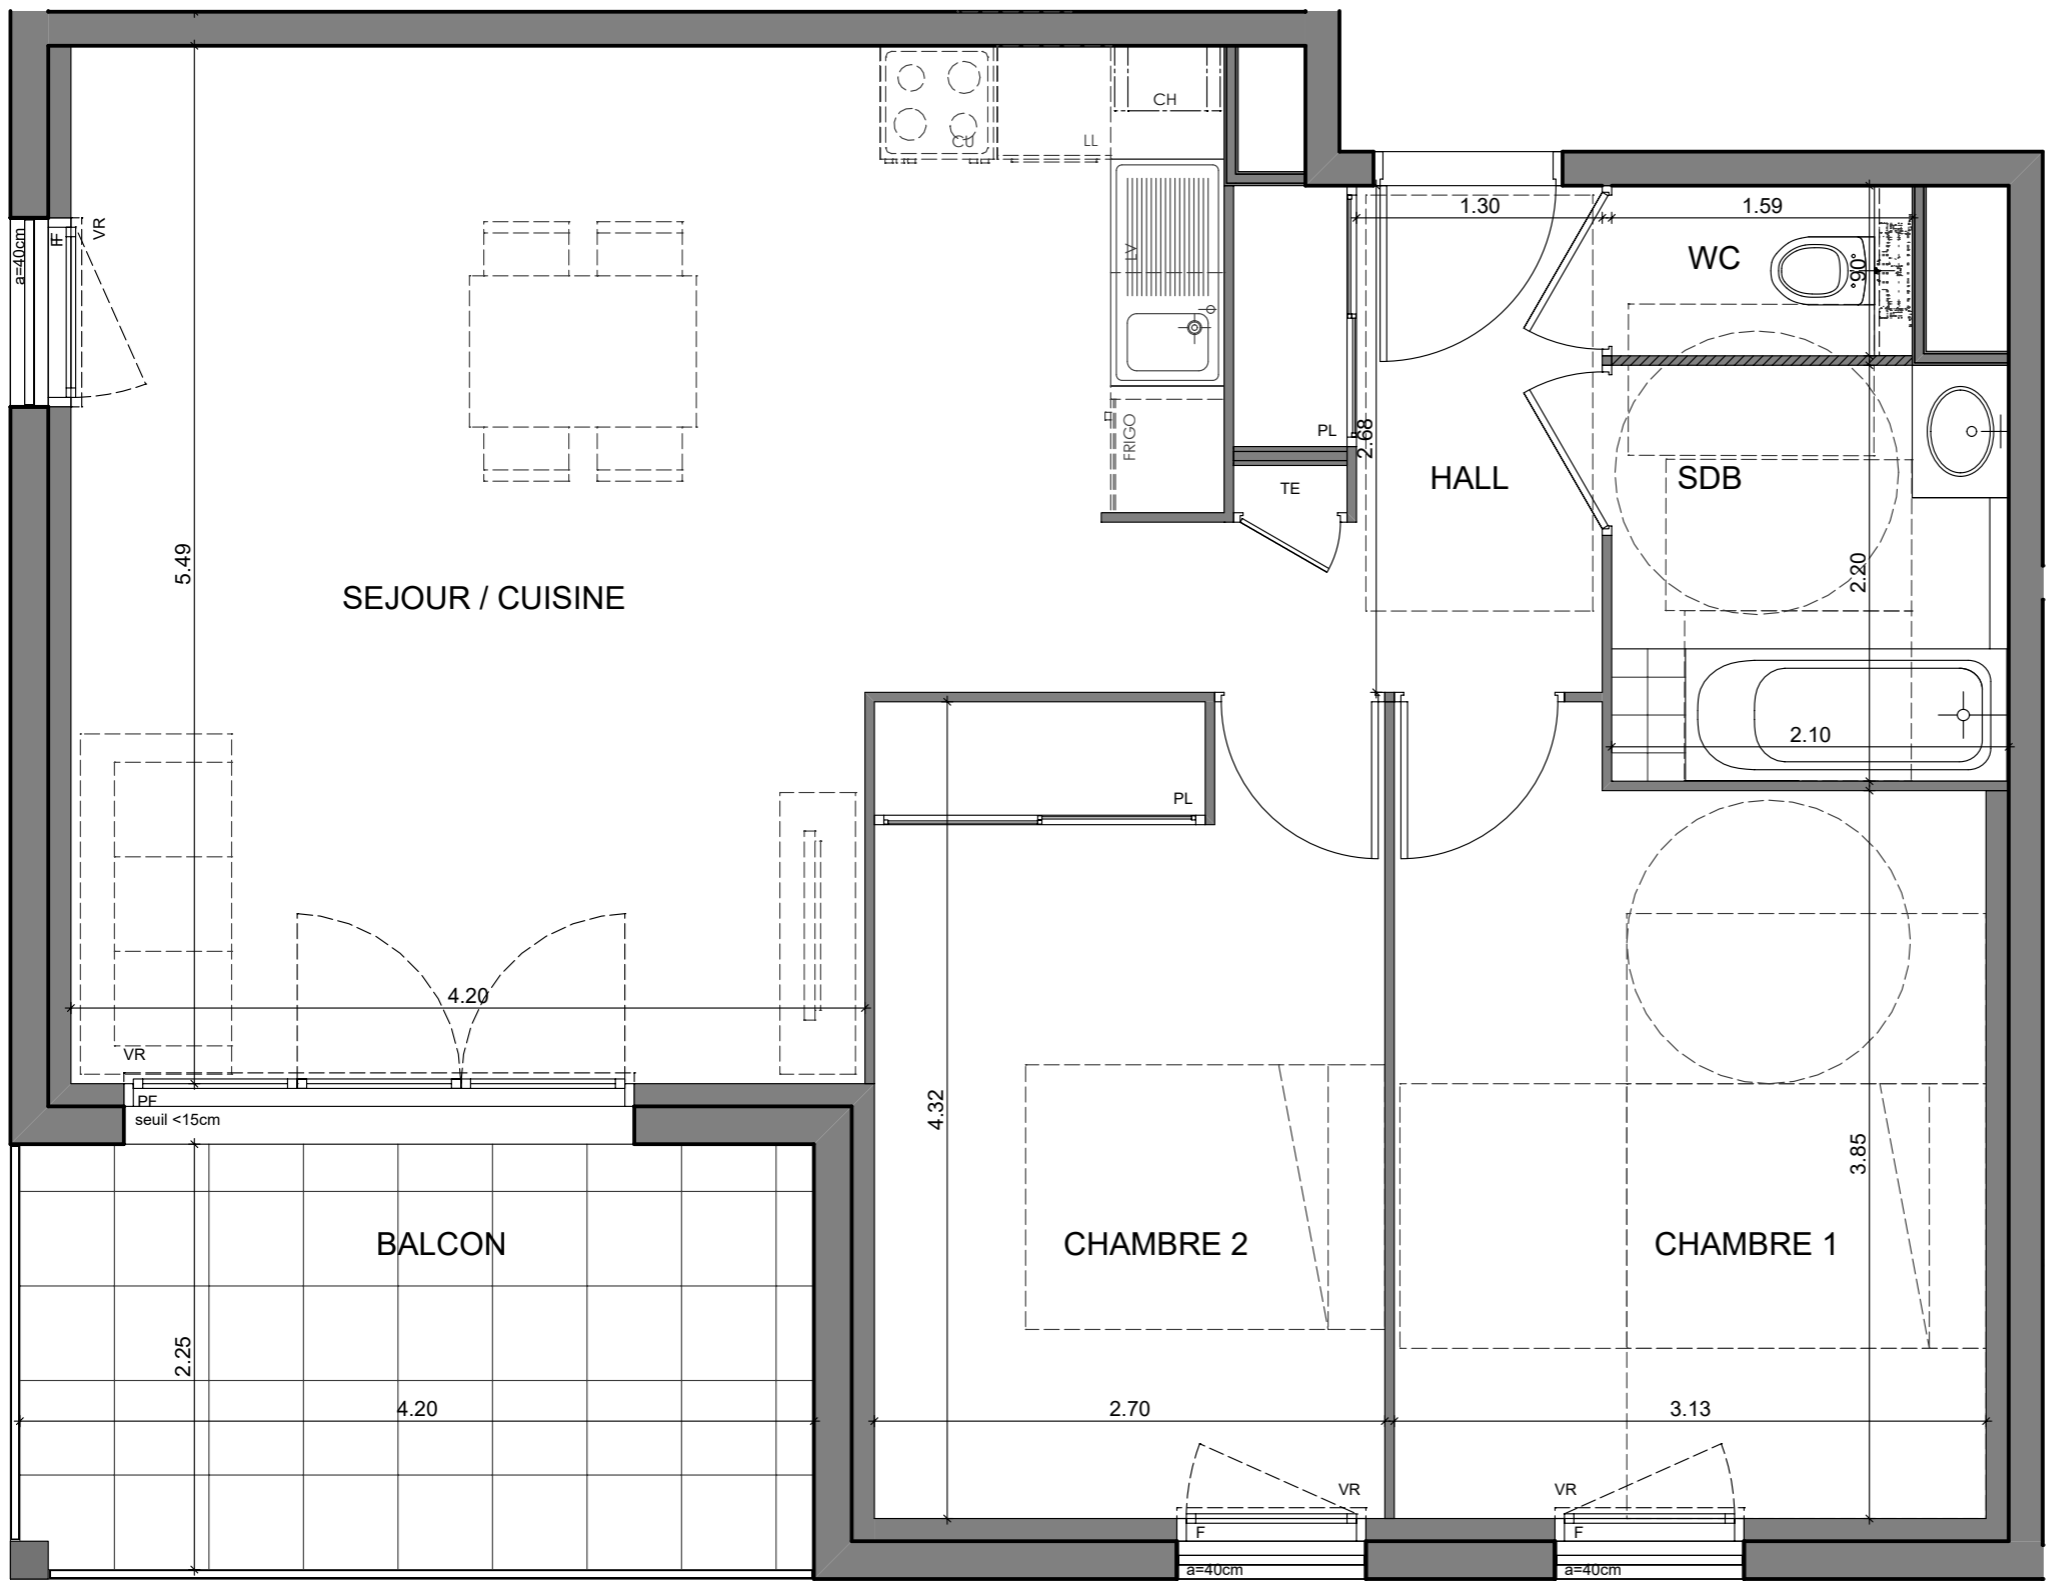 CH
CU
LL
1.30
1.59
VR
F
a=40cm
WC
90°
LV
PL
2.68
FRIGO
HALL
SDB
TE
5.49
2.20
SEJOUR / CUISINE
2.10
PL
4.20
VR
PF
seuil <15cm
4.32
3.85
BALCON
CHAMBRE 2
CHAMBRE 1
2.25
4.20
2.70
3.13
VR
VR
F
F
a=40cm
a=40cm